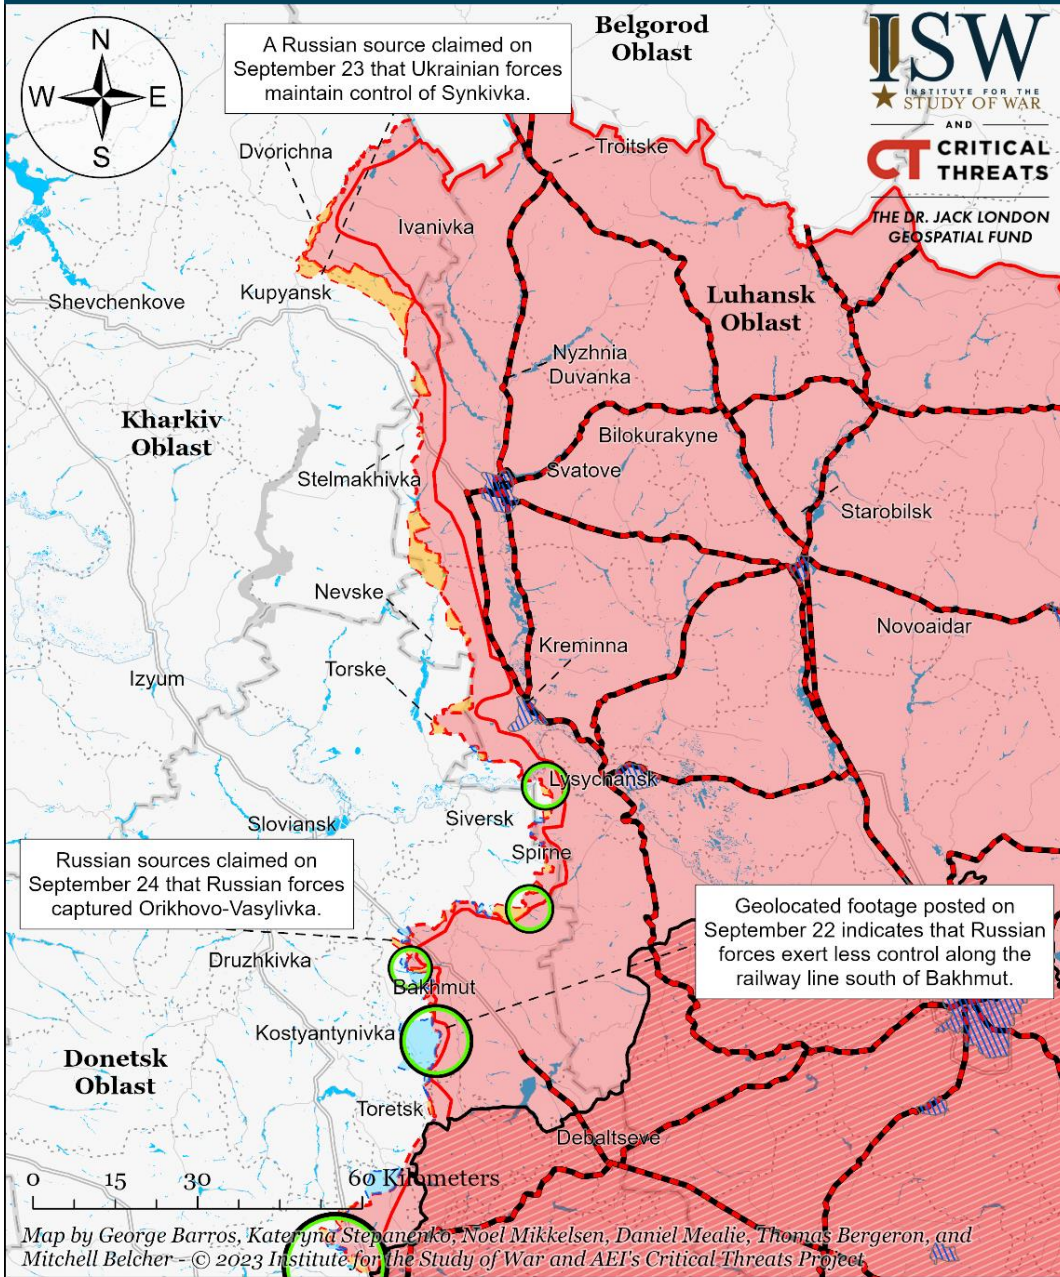 N
W
E
S
A Russian source claimed on
September 23 that Ukrainian forces
maintain control of Synkivka.
Belgorod
Oblast
ISW
INSTITUTE FOR THE
STUDY OF WAR
AND
CT CRITICAL
THREATS
THE DR. JACK LONDON
GEOSPATIAL FUND
Dvorichna
Troitske
Ivanivka
Shevchenkove
Kupyansk
Luhansk
Oblast
Nyzhnia
Duvanka
Kharkiv
Oblast
Bilokurakyne
Stelmakhivka
Svatove
Starobilsk
Nevske
Novoaidar
Kreminna
Torske
Izyum
Lysychansk
Siversk
Sloviansk
Spirne
Russian sources claimed on
September 24 that Russian forces
captured Orikhovo-Vasylivka.
Geolocated footage posted on
September 22 indicates that Russian
forces exert less control along the
railway line south of Bakhmut.
Druzhkivka
Bakhmut
Kostyantynivka
Donetsk
Oblast
Toretsk
Debaltseve
0 15 30 60 Kilometers
Map by George Barros, Kateryna Stepanenko, Noel Mikkelsen, Daniel Mealie, Thomas Bergeron, and
Mitchell Belcher - © 2023 Institute for the Study of War and AEI's Critical Threats Project